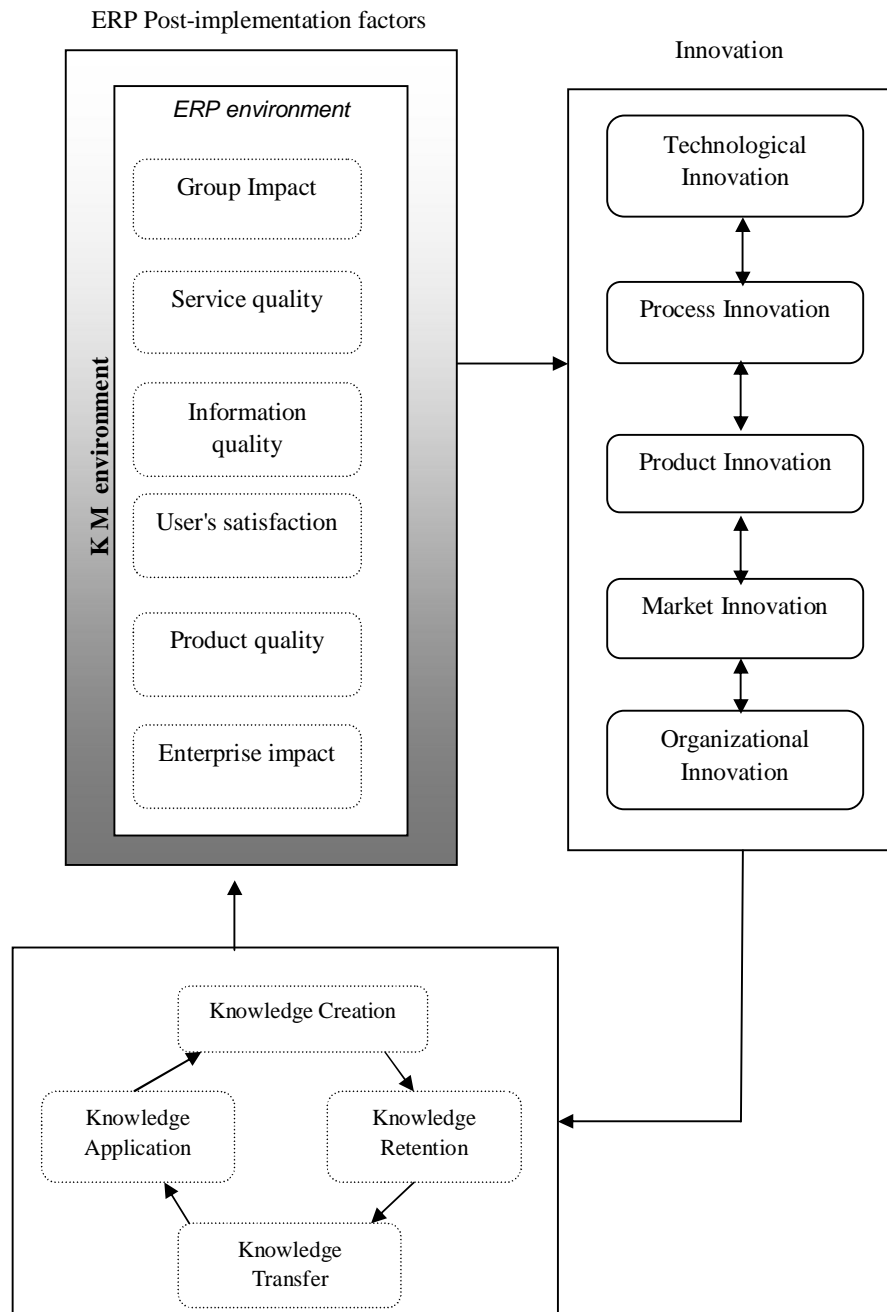 ERP Post-implementation factors
ERP environment
Group Impact
Service quality
Information
quality
User's satisfaction
Product quality
Enterprise impact
K M environment
Innovation
Technological
Innovation
Process Innovation
Product Innovation
Market Innovation
Organizational
Innovation
Knowledge Creation
Knowledge
Application
Knowledge
Retention
Knowledge
Transfer